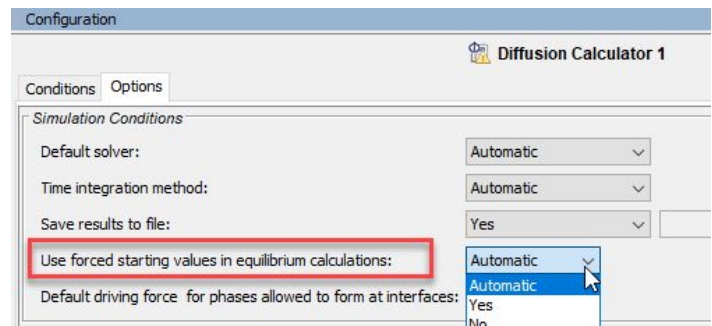 Configuration
Diffusion Calculator 1
Conditions Options
Simulation Conditions
Default solver: Automatic
Time integration method: Automatic
Save results to file: Yes
Use forced starting values in equilibrium calculations: Automatic
Automatic
Default driving force for phases allowed to form at interfaces: Yes
No